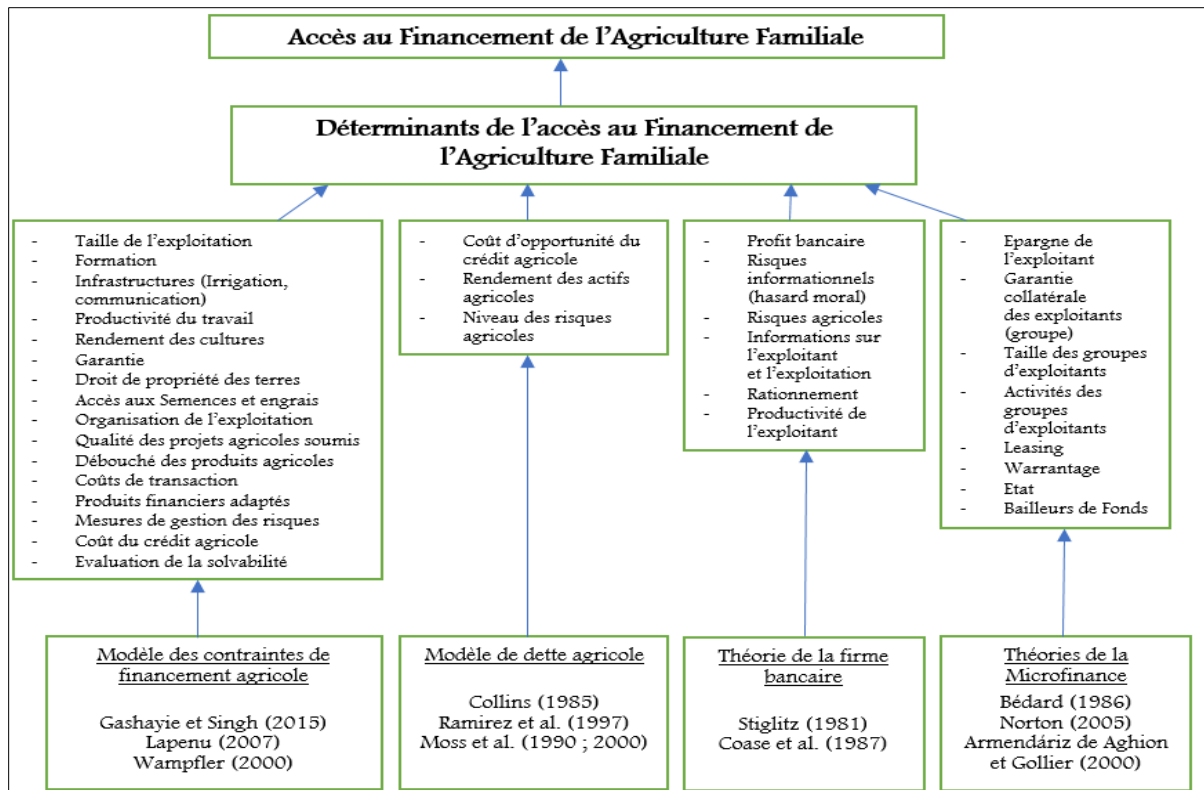 Accès au Financement de l'Agriculture Familiale
Déterminants de l'accès au Financement de
l'Agriculture Familiale
- Taille de l'exploitation
- Formation
- Infrastructures (Irrigation,
communication)
- Productivité du travail
- Rendement des cultures
- Garantie
- Droit de propriété des terres
- Accès aux Semences et engrais
- Organisation de l'exploitation
- Qualité des projets agricoles soumis
- Débouché des produits agricoles
- Coûts de transaction
- Produits financiers adaptés
- Mesures de gestion des risques
- Coût du crédit agricole
- Evaluation de la solvabilité
- Coût d'opportunité du
crédit agricole
- Rendement des actifs
agricoles
- Niveau des risques
agricoles
- Profit bancaire
- Risques
informationnels
(hasard moral)
- Risques agricoles
- Informations sur
l'exploitant
et l'exploitation
- Rationnement
- Productivité de
l'exploitant
- Epargne de
l'exploitant
- Garantie
collatérale
des exploitants
(groupe)
- Taille des groupes
d'exploitants
- Activités des
groupes
d'exploitants
- Leasing
- Warrantage
- Etat
- Bailleurs de Fonds
Modèle des contraintes de
financement agricole
Gashayie et Singh (2015)
Lapenu (2007)
Wampfler (2000)
Modèle de dette agricole
Collins (1985)
Ramirez et al. (1997)
Moss et al. (1990 ; 2000)
Théorie de la firme
bancaire
Stiglitz (1981)
Coase et al. (1987)
Théories de la
Microfinance
Bédard (1986)
Norton (2005)
Armendáriz de Aghion
et Gollier (2000)